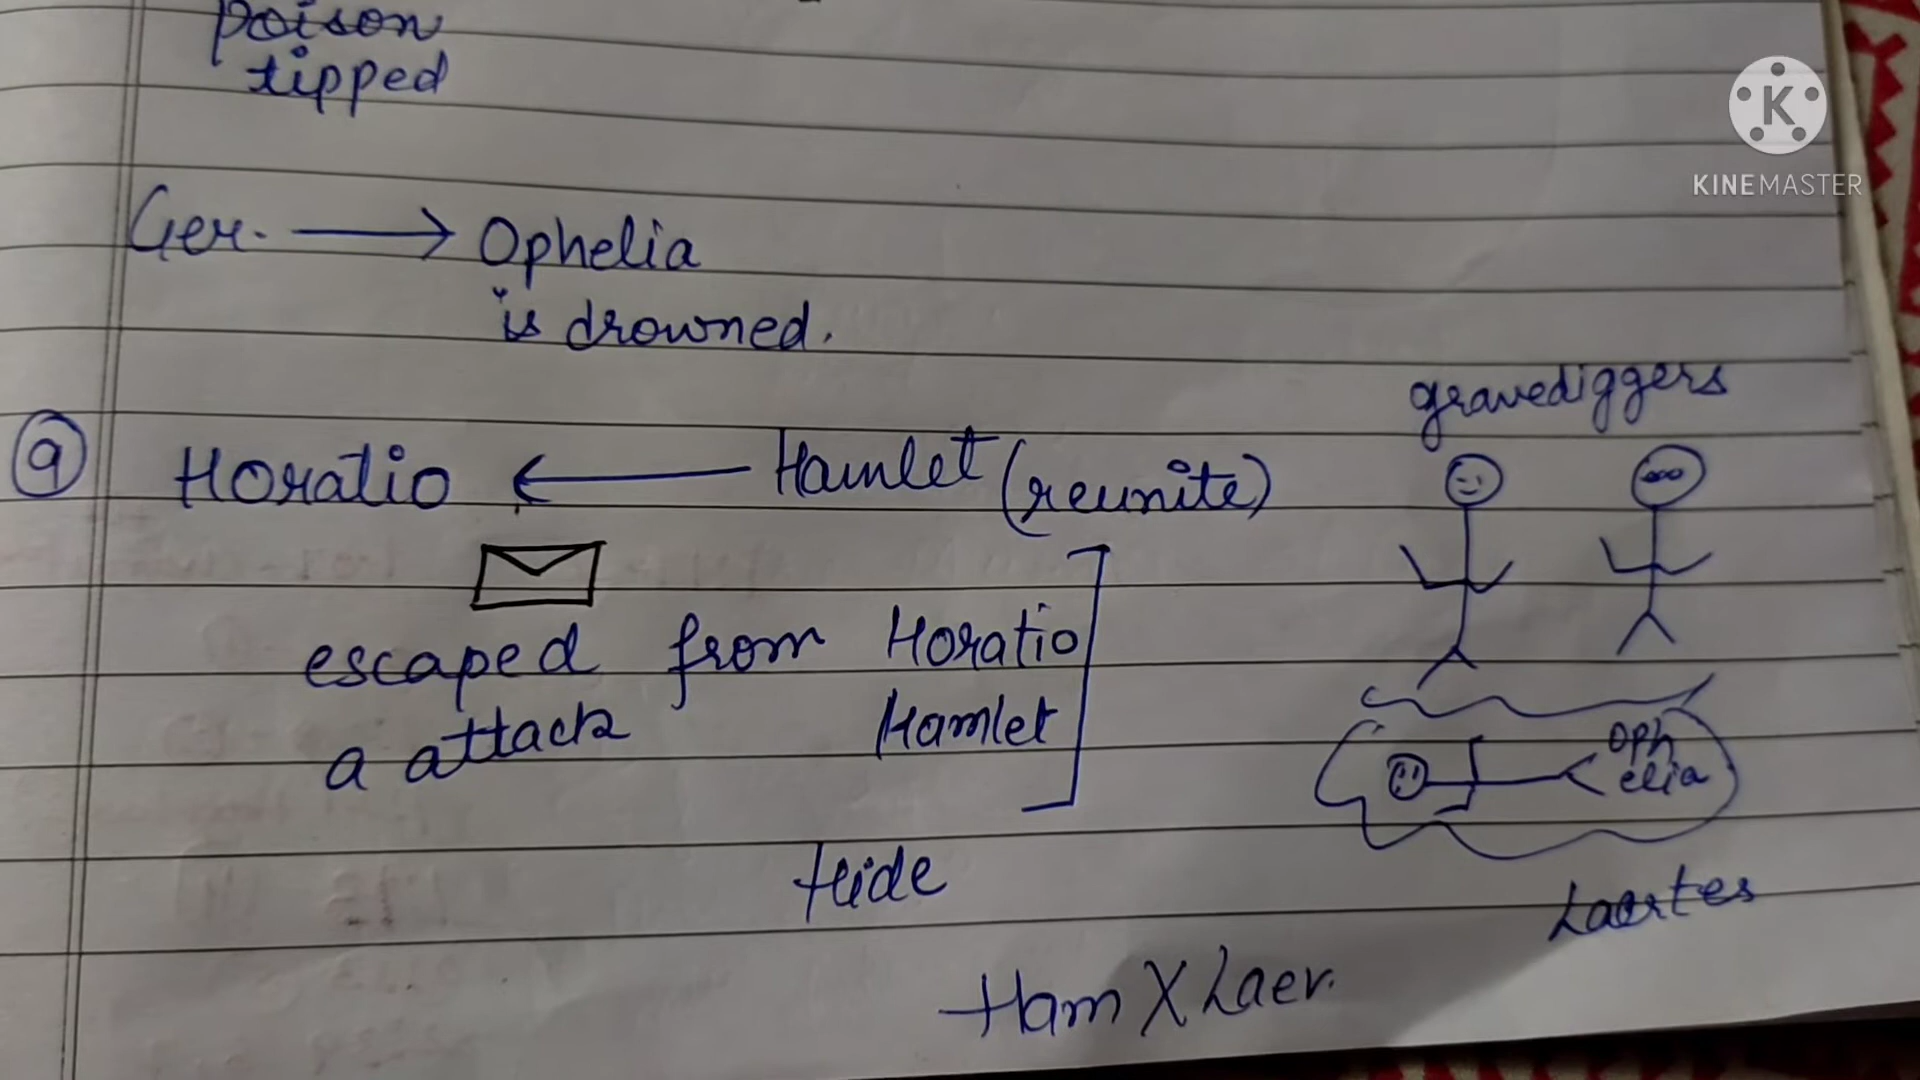 poison
tipped
KINEMASTER
Ger. → Ophelia
is drowned.
gravediggers
9 Horatio ← Hamlet (reunite)
escaped from Horatio
a attack Hamlet
Oph
elia
Hide
Laertes
Ham X Laer.